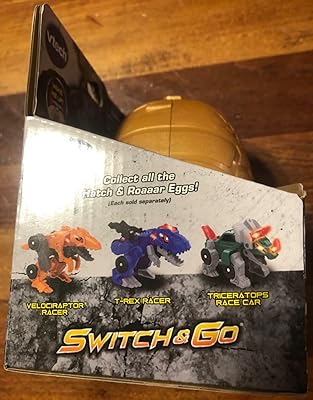 vtech
Collect all the
Hatch & Roaaar Eggs!
(Each sold separately)
VELOCIRAPTOR
RACER
T-REX RACER
TRICERATOPS
RACE CAR
SWITCH & GO